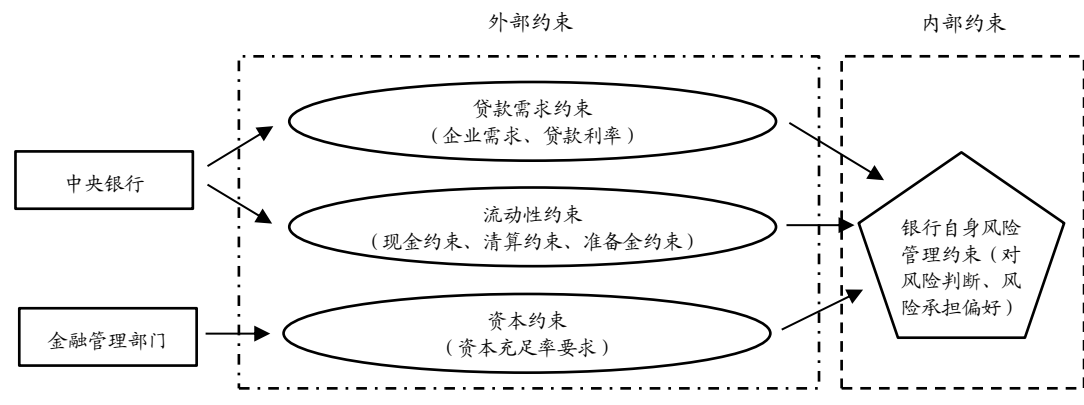 外部约束
内部约束
贷款需求约束
（企业需求、贷款利率）
中央银行
流动性约束
（现金约束、清算约束、准备金约束）
银行自身风险
管理约束（对
风险判断、风
险承担偏好）
金融管理部门
资本约束
（资本充足率要求）